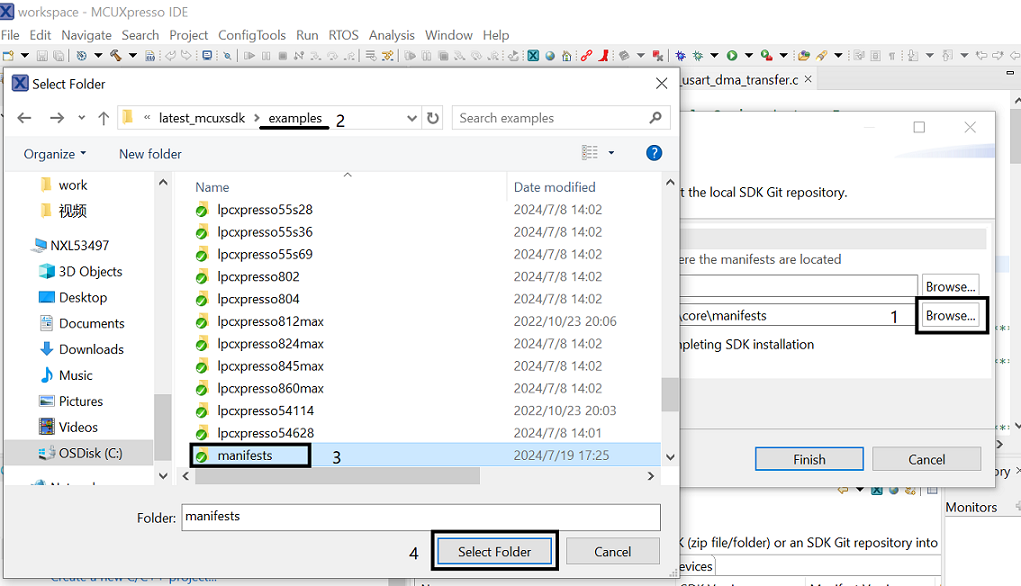 workspace - MCUXpresso IDE
File Edit Navigate Search Project ConfigTools Run RTOS Analysis Window Help
Select Folder
_usart_dma_transfer.c
« latest_mcuxsdk > examples 2
Search examples
Organize New folder
t the local SDK Git repository.
work
视频
NXL53497
3D Objects
Desktop
Documents
Downloads
Music
Pictures
Videos
OSDisk (C:)
Name Date modified
lpcxpresso55s28 2024/7/8 14:02
lpcxpresso55s36 2024/7/8 14:02
lpcxpresso55s69 2024/7/8 14:02
lpcxpresso802 2024/7/8 14:02
lpcxpresso804 2024/7/8 14:02
lpcxpresso812max 2022/10/23 20:06
lpcxpresso824max 2024/7/8 14:02
lpcxpresso845max 2024/7/8 14:02
lpcxpresso860max 2024/7/8 14:02
lpcxpresso54114 2022/10/23 20:03
lpcxpresso54628 2024/7/8 14:01
manifests 3 2024/7/19 17:25
ere the manifests are located
Browse...
\core\manifests 1 Browse...
pleting SDK installation
Finish Cancel
Folder: manifests
4 Select Folder Cancel
ory
Monitors
K (zip file/folder) or an SDK Git repository into
evices
Create a new C/C++ project...